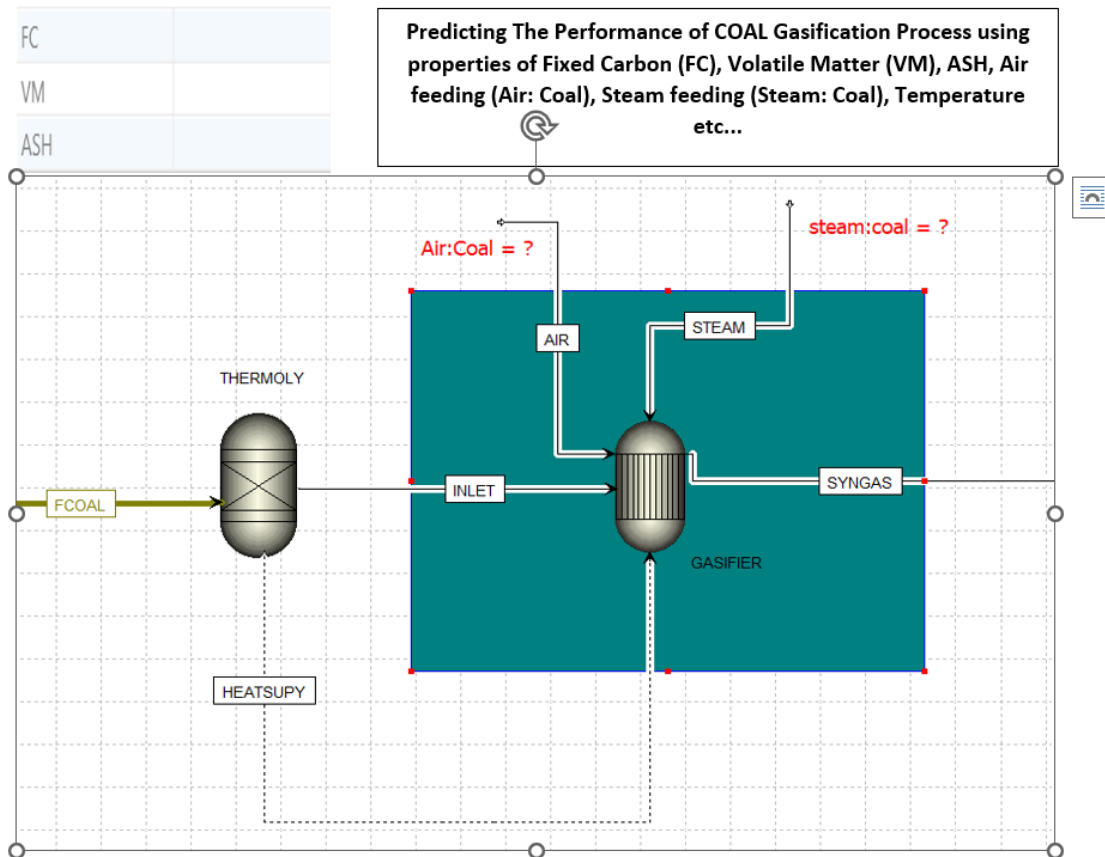 FC
VM
ASH
Predicting The Performance of COAL Gasification Process using
properties of Fixed Carbon (FC), Volatile Matter (VM), ASH, Air
feeding (Air: Coal), Steam feeding (Steam: Coal), Temperature
etc...
Air:Coal = ?
steam:coal = ?
AIR
STEAM
THERMOLY
FCOAL
INLET
SYNGAS
GASIFIER
HEATSUPY